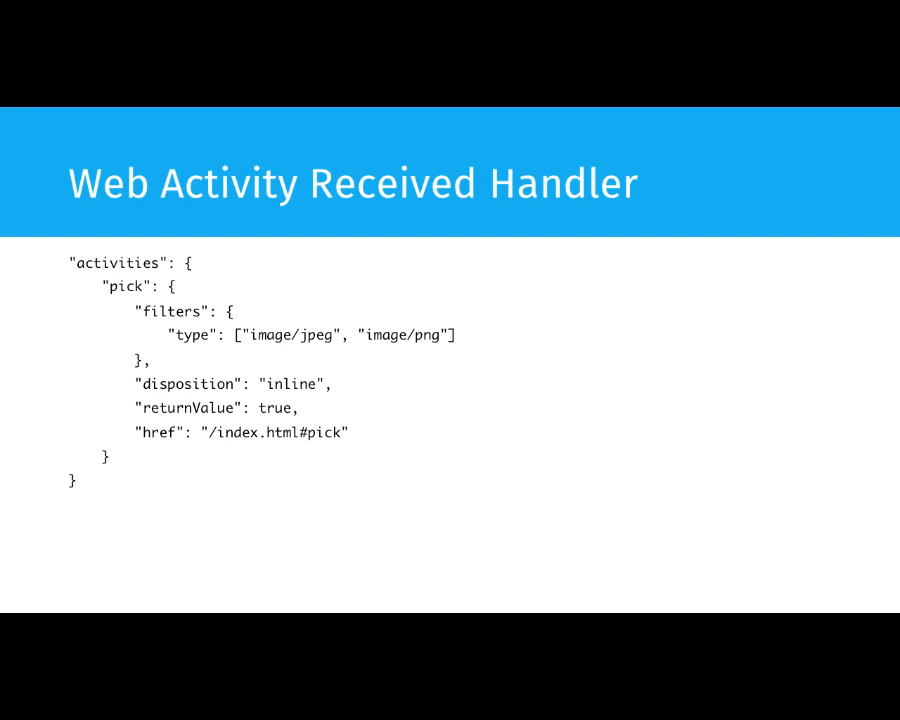 Web Activity Received Handler
"activities": {
    "pick": {
        "filters": {
            "type": ["image/jpeg", "image/png"]
        },
        "disposition": "inline",
        "returnValue": true,
        "href": "/index.html#pick"
    }
}